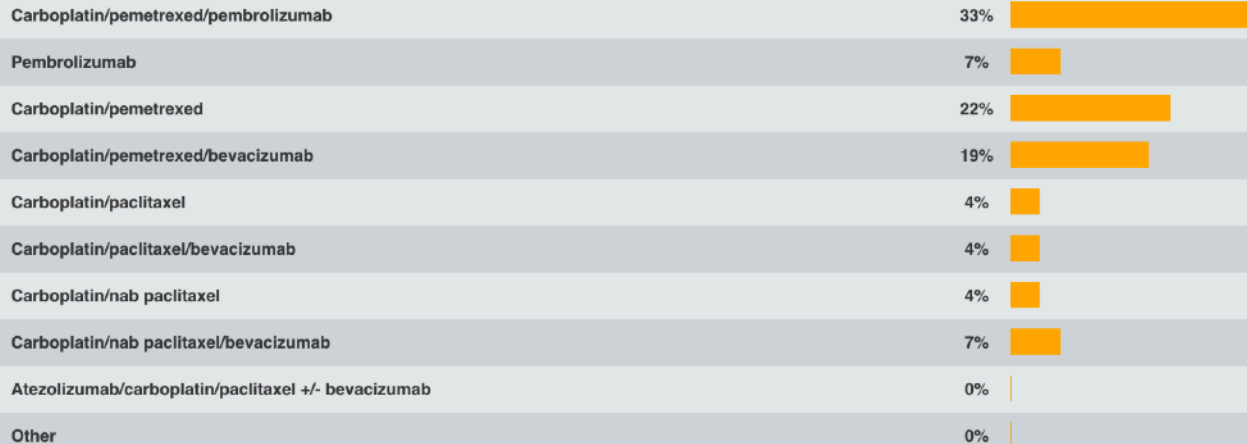 Carboplatin/pemetrexed/pembrolizumab 33%
Pembrolizumab 7%
Carboplatin/pemetrexed 22%
Carboplatin/pemetrexed/bevacizumab 19%
Carboplatin/paclitaxel 4%
Carboplatin/paclitaxel/bevacizumab 4%
Carboplatin/nab paclitaxel 4%
Carboplatin/nab paclitaxel/bevacizumab 7%
Atezolizumab/carboplatin/paclitaxel +/- bevacizumab 0%
Other 0%